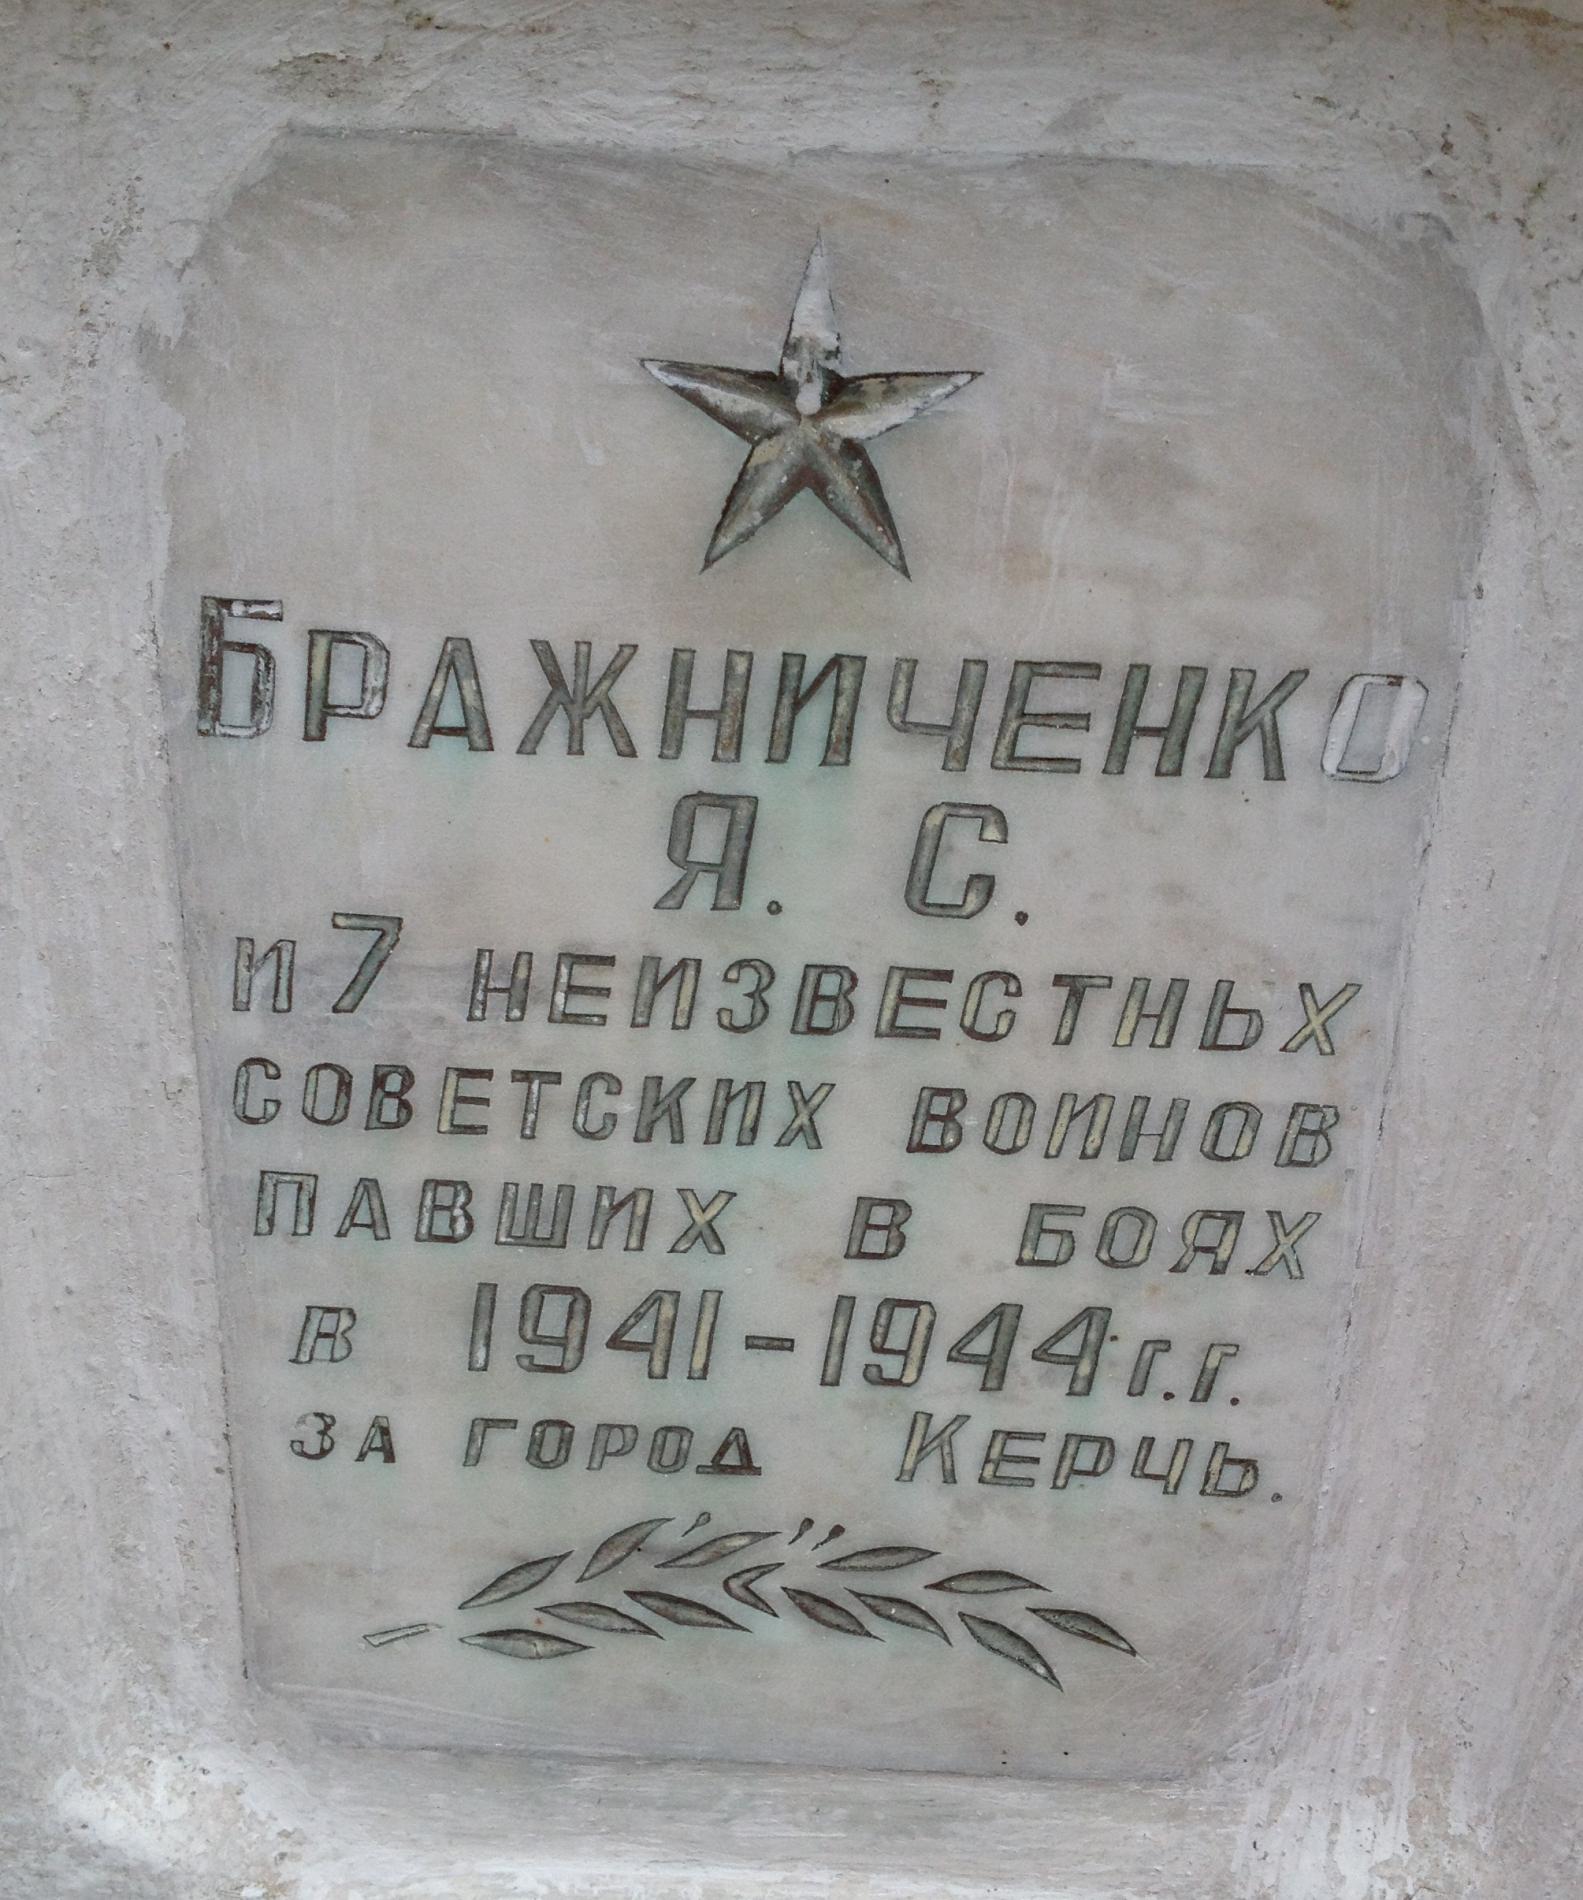 Бражниченко
Я. С.
и 7 неизвестных
советских воинов
павших в боях
в 1941-1944 г.г.
за город Керчь.